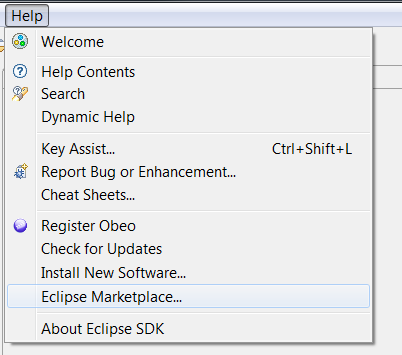 Help
Welcome
Help Contents
Search
Dynamic Help
Key Assist... Ctrl+Shift+L
Report Bug or Enhancement...
Cheat Sheets...
Register Obeo
Check for Updates
Install New Software...
Eclipse Marketplace...
About Eclipse SDK